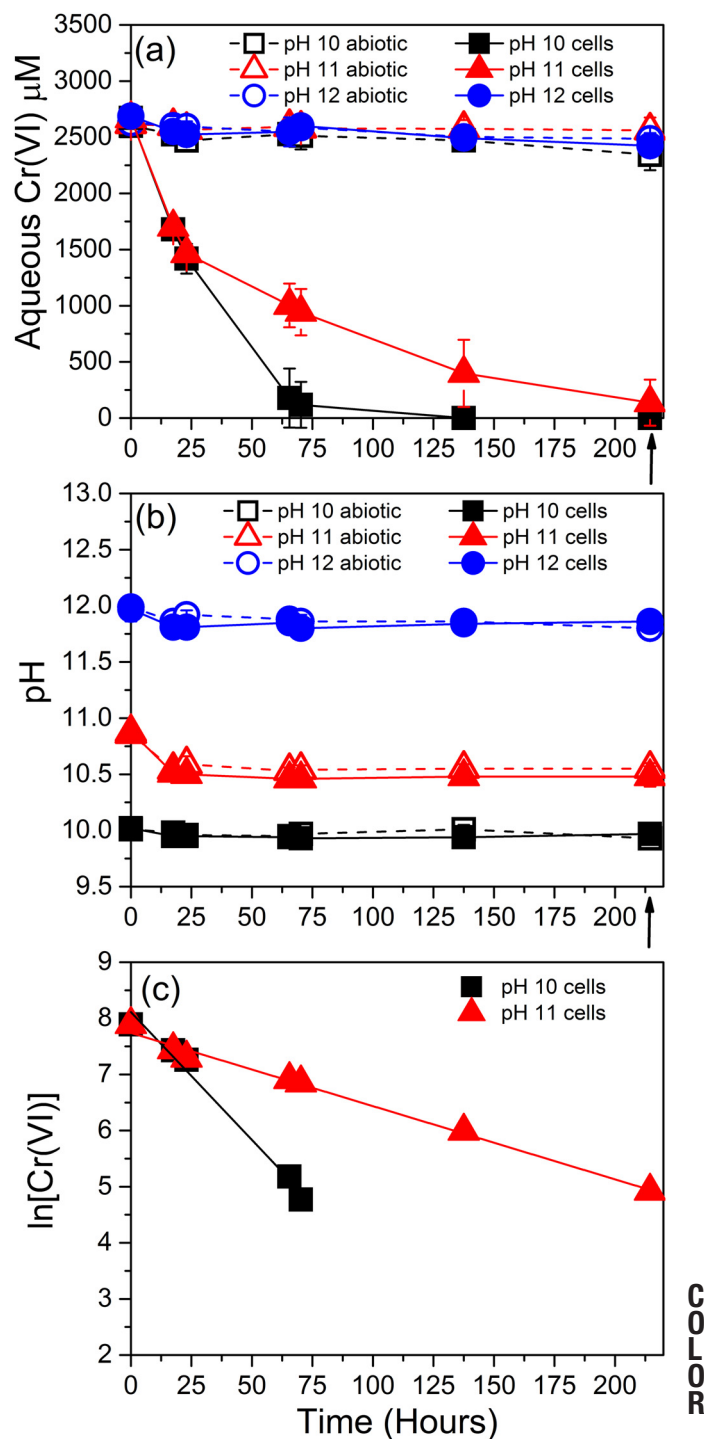 (a)
pH 10 abiotic pH 10 cells
pH 11 abiotic pH 11 cells
pH 12 abiotic pH 12 cells
Aqueous Cr(VI) μM
3500
3000
2500
2000
1500
1000
500
0
0 25 50 75 100 125 150 175 200
(b)
pH 10 abiotic pH 10 cells
pH 11 abiotic pH 11 cells
pH 12 abiotic pH 12 cells
pH
13.0
12.5
12.0
11.5
11.0
10.5
10.0
9.5
0 25 50 75 100 125 150 175 200
(c)
pH 10 cells
pH 11 cells
ln[Cr(VI)]
9
8
7
6
5
4
3
2
0 25 50 75 100 125 150 175 200
Time (Hours)
COLOR